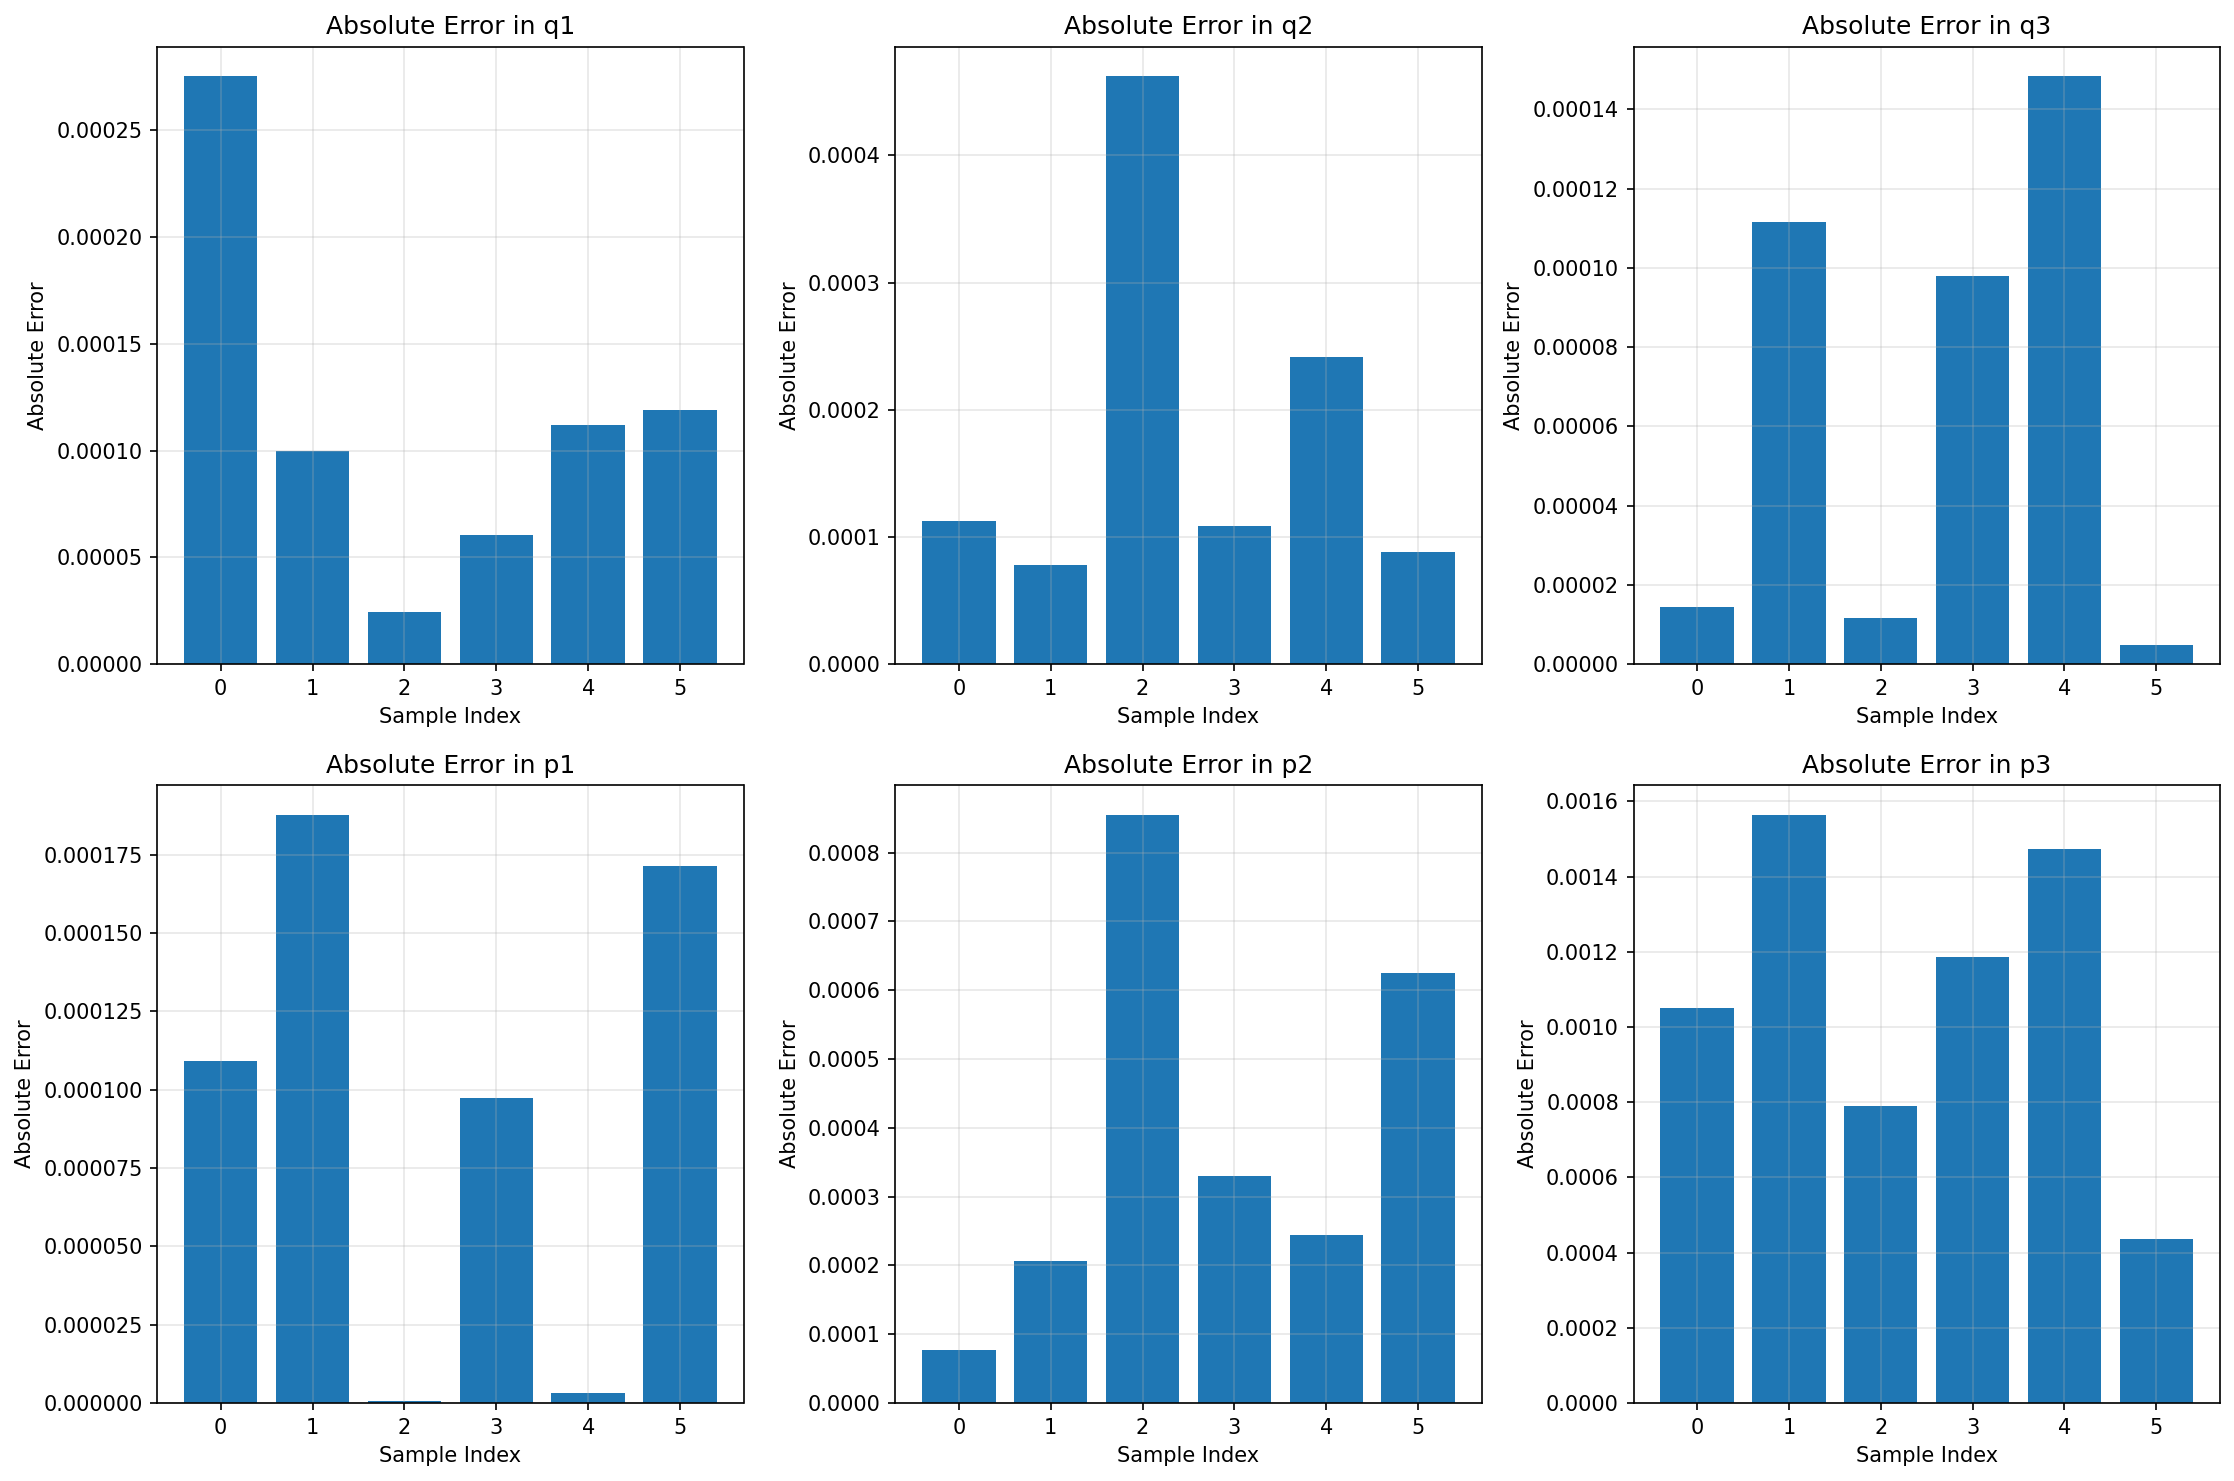 Absolute Error in q1
Absolute Error
0.00025
0.00020
0.00015
0.00010
0.00005
0.00000
0 1 2 3 4 5
Sample Index
Absolute Error in q2
Absolute Error
0.0004
0.0003
0.0002
0.0001
0.0000
0 1 2 3 4 5
Sample Index
Absolute Error in q3
Absolute Error
0.00014
0.00012
0.00010
0.00008
0.00006
0.00004
0.00002
0.00000
0 1 2 3 4 5
Sample Index
Absolute Error in p1
Absolute Error
0.000175
0.000150
0.000125
0.000100
0.000075
0.000050
0.000025
0.000000
0 1 2 3 4 5
Sample Index
Absolute Error in p2
Absolute Error
0.0008
0.0007
0.0006
0.0005
0.0004
0.0003
0.0002
0.0001
0.0000
0 1 2 3 4 5
Sample Index
Absolute Error in p3
Absolute Error
0.0016
0.0014
0.0012
0.0010
0.0008
0.0006
0.0004
0.0002
0.0000
0 1 2 3 4 5
Sample Index